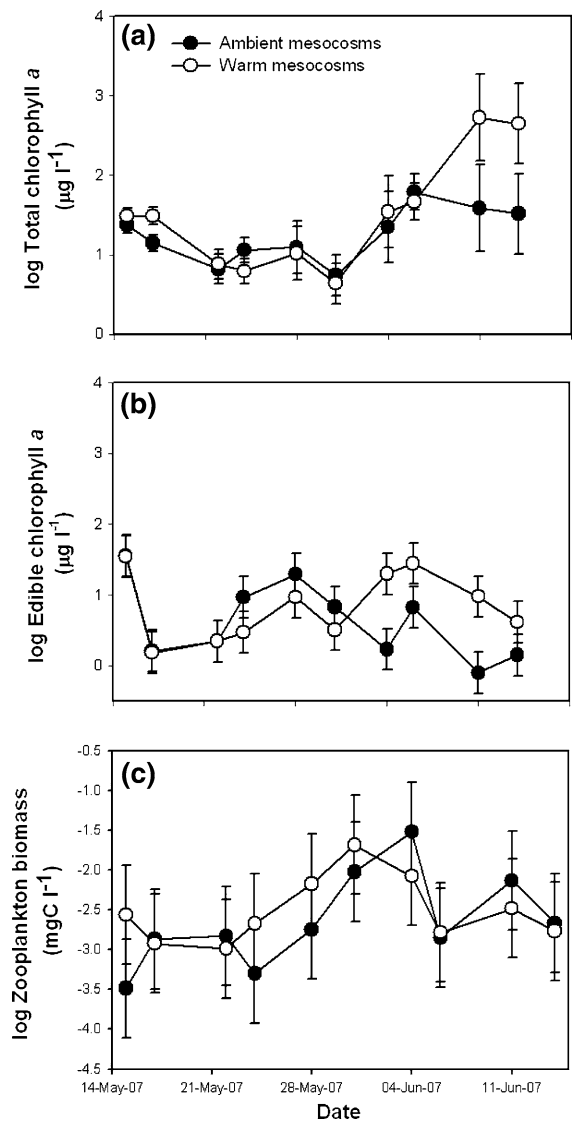 (a)
Ambient mesocosms
Warm mesocosms
log Total chlorophyll a
(µg l-1)
4
3
2
1
0
(b)
log Edible chlorophyll a
(µg l-1)
4
3
2
1
0
(c)
log Zooplankton biomass
(mgC l-1)
-0.5
-1.0
-1.5
-2.0
-2.5
-3.0
-3.5
-4.0
-4.5
14-May-07 21-May-07 28-May-07 04-Jun-07 11-Jun-07
Date